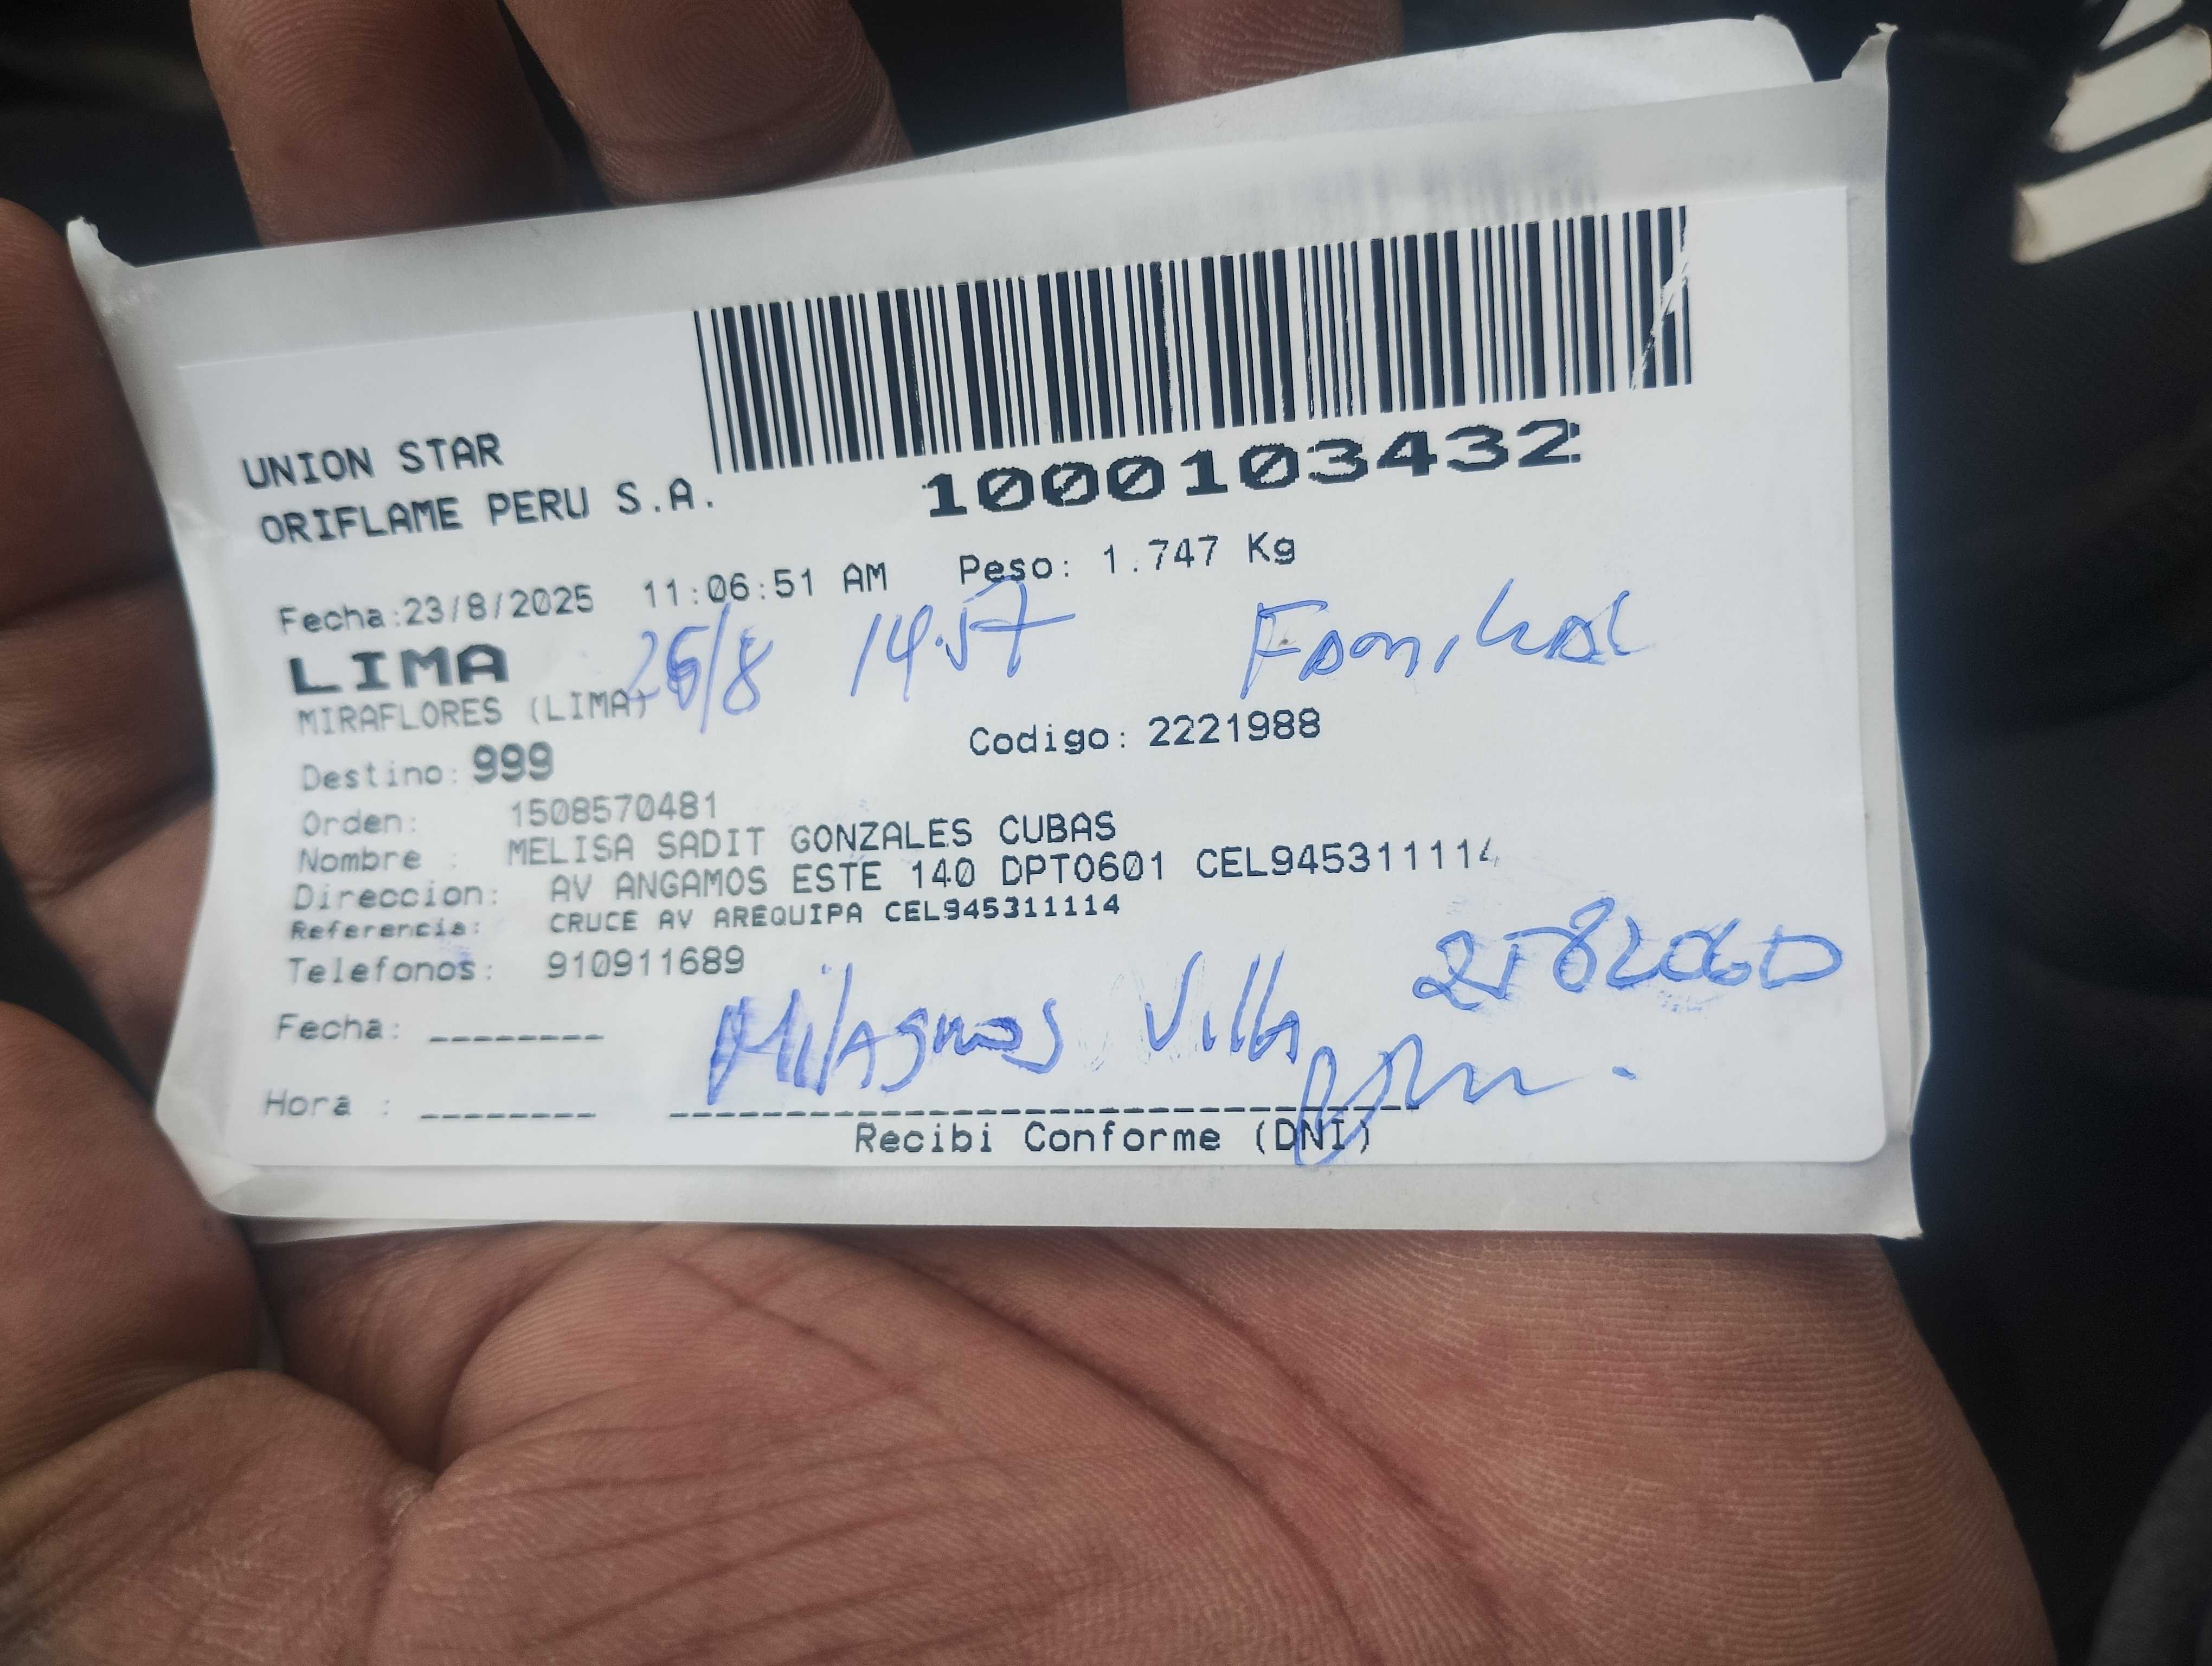 UNION STAR
ORIFLAME PERU S.A.
1000103432
Fecha:23/8/2025 11:06:51 AM Peso: 1.747 Kg
LIMA
26/8 14:57
MIRAFLORES (LIMA)
Destino: 999 Codigo: 2221988
Orden: 1508570481
Nombre : MELISA SADIT GONZALES CUBAS
Direccion: AV ANGAMOS ESTE 140 DPTO601 CEL945311114
Referencia: CRUCE AV AREQUIPA CEL945311114
Telefonos: 910911689
Milagros Villa
Fecha: --------
Hora : --------
Recibi Conforme (DNI)